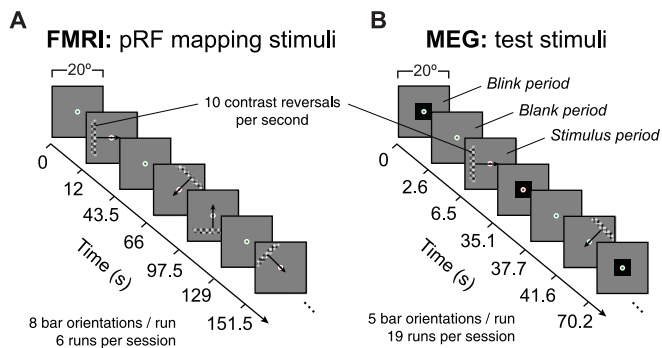 A
FMRI: pRF mapping stimuli
20º
10 contrast reversals
per second
0
12
43.5
66
97.5
129
151.5
Time (s)
...
8 bar orientations / run
6 runs per session
B
MEG: test stimuli
20º
Blink period
Blank period
Stimulus period
0
2.6
6.5
35.1
37.7
41.6
70.2
Time (s)
...
5 bar orientations / run
19 runs per session